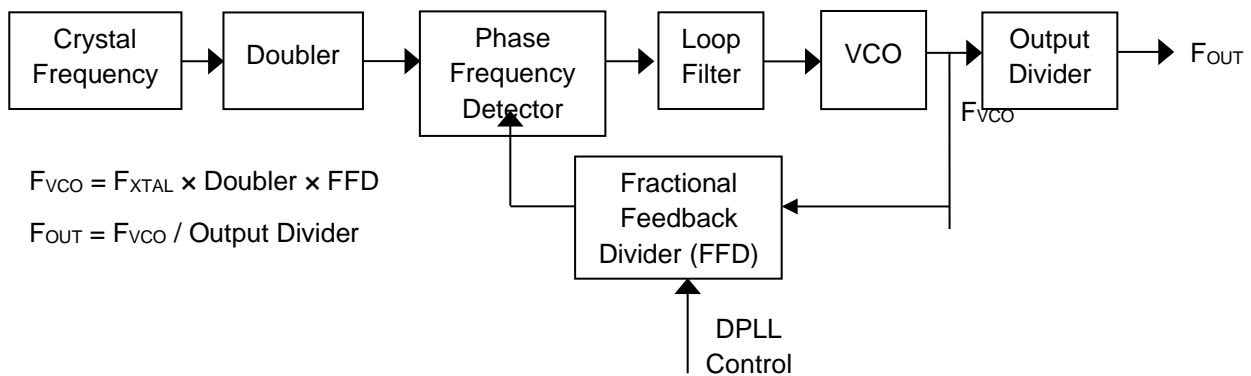 Crystal
Frequency
Doubler
Phase
Frequency
Detector
Loop
Filter
VCO
Output
Divider
FOUT
FVCO
FVCO = FXTAL × Doubler × FFD
FOUT = FVCO / Output Divider
Fractional
Feedback
Divider (FFD)
DPLL
Control